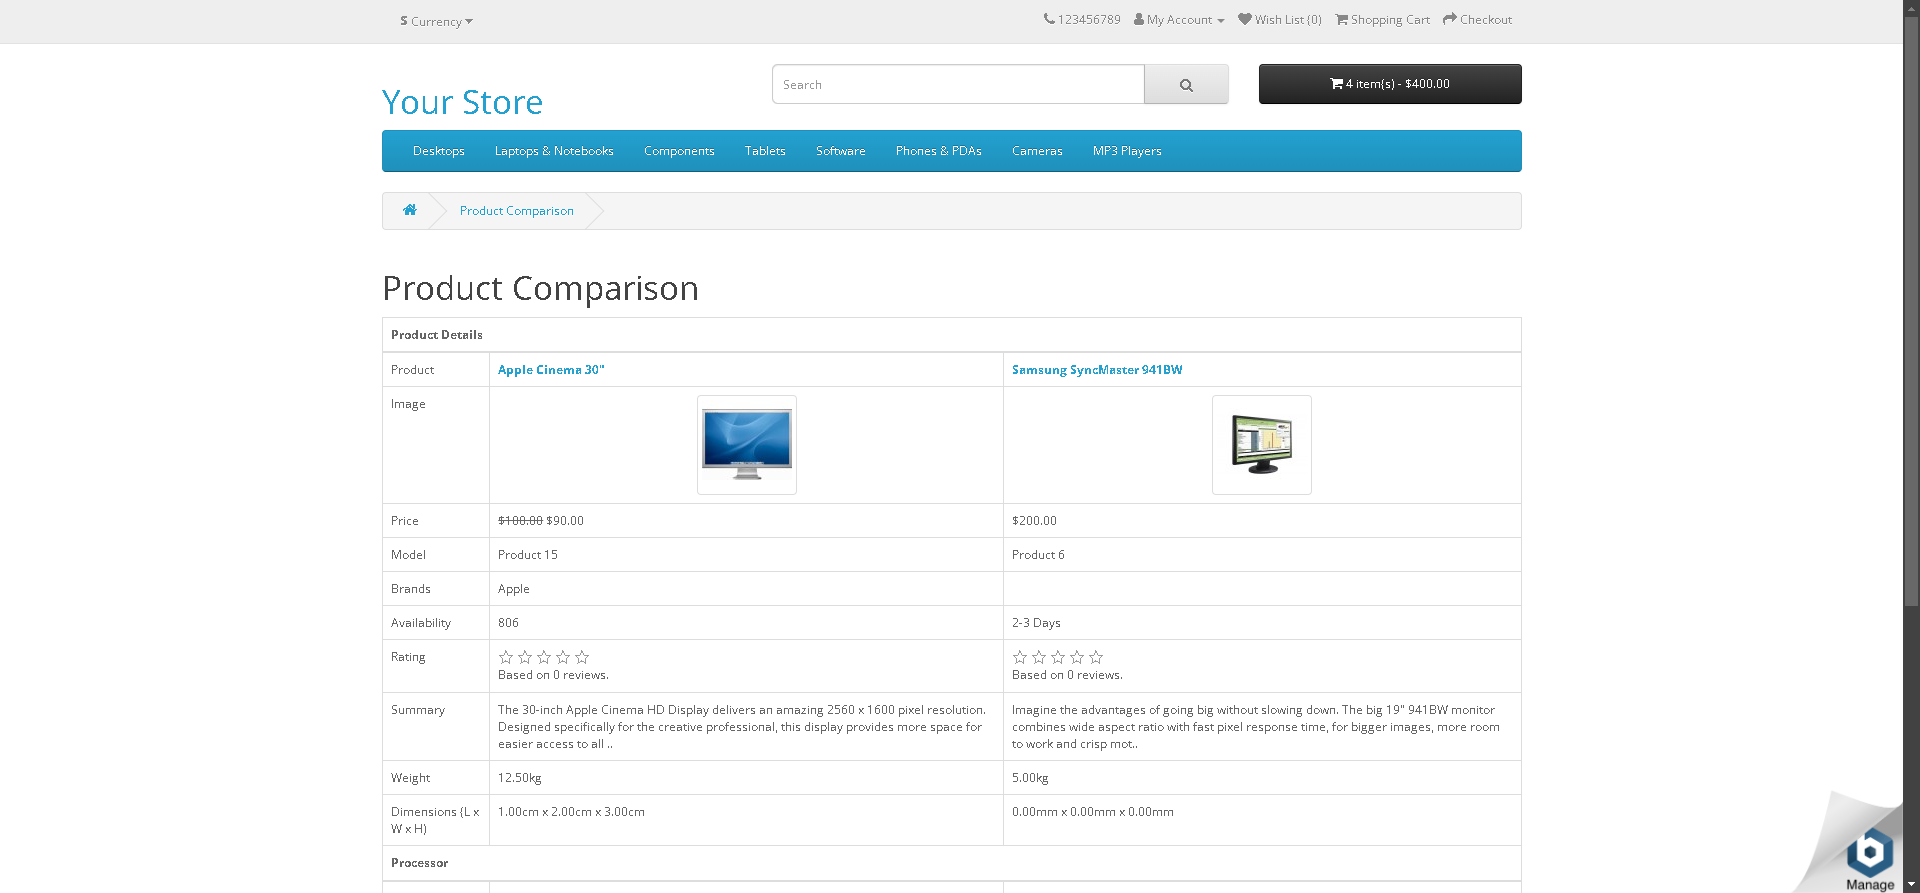 $ Currency
123456789 My Account Wish List (0) Shopping Cart Checkout
Your Store
Search
4 item(s) - $400.00
Desktops Laptops & Notebooks Components Tablets Software Phones & PDAs Cameras MP3 Players
Product Comparison
Product Comparison
Product Details
Product Apple Cinema 30" Samsung SyncMaster 941BW
Image
Price $100.00 $90.00 $200.00
Model Product 15 Product 6
Brands Apple
Availability 806 2-3 Days
Rating
Based on 0 reviews. Based on 0 reviews.
Summary The 30-inch Apple Cinema HD Display delivers an amazing 2560 x 1600 pixel resolution. Imagine the advantages of going big without slowing down. The big 19" 941BW monitor
Designed specifically for the creative professional, this display provides more space for combines wide aspect ratio with fast pixel response time, for bigger images, more room
easier access to all .. to work and crisp mot..
Weight 12.50kg 5.00kg
Dimensions (L x 1.00cm x 2.00cm x 3.00cm 0.00mm x 0.00mm x 0.00mm
W x H)
Processor
Manage